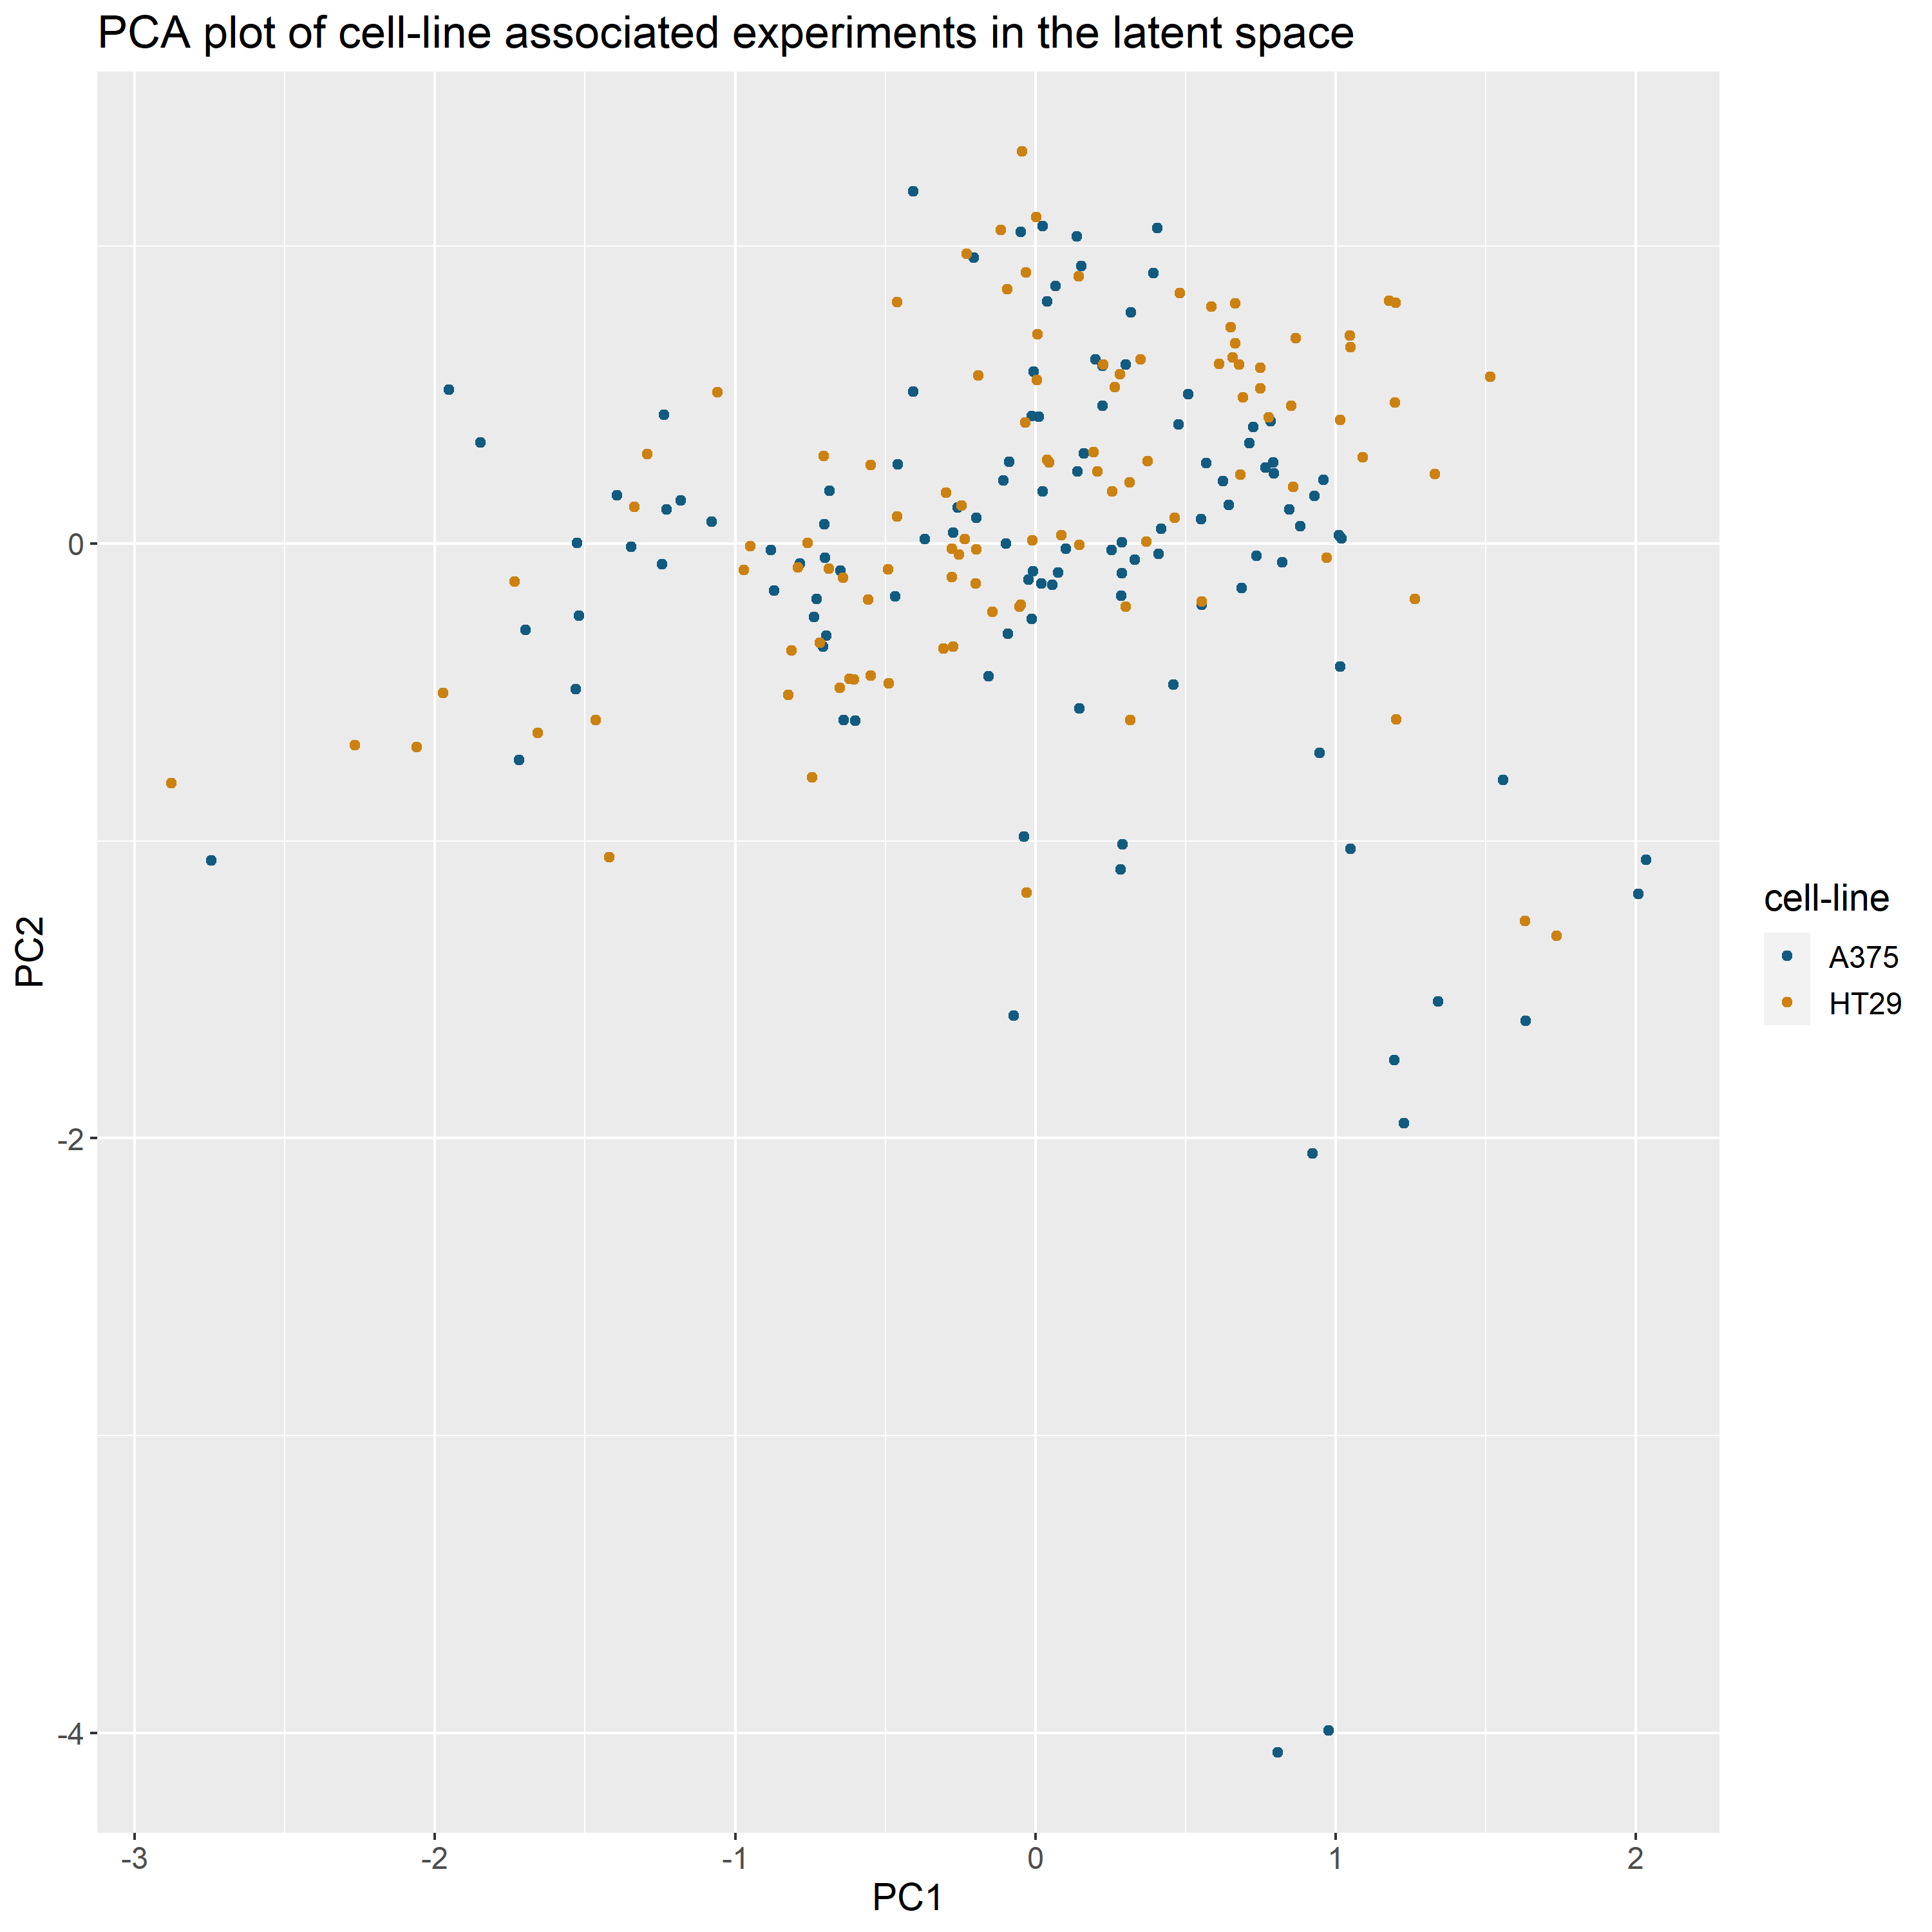 PCA plot of cell-line associated experiments in the latent space
0
-2
-4
PC2
-3 -2 -1 0 1 2
PC1
cell-line
A375
HT29